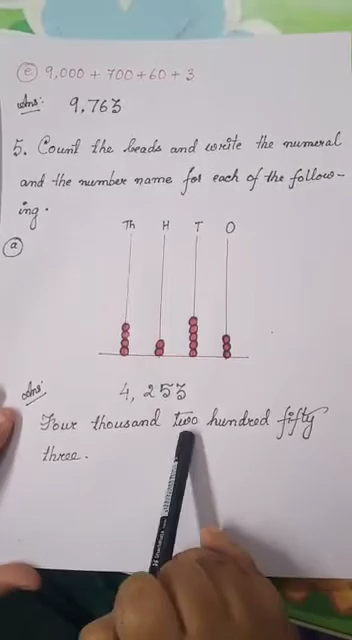 (e) 9,000 + 700 + 60 + 3
Ans: 9,763
5. Count the beads and write the numeral
and the number name for each of the follow-
ing.
(a)
Th H T O
Ans: 4,253
Four thousand two hundred fifty
three.